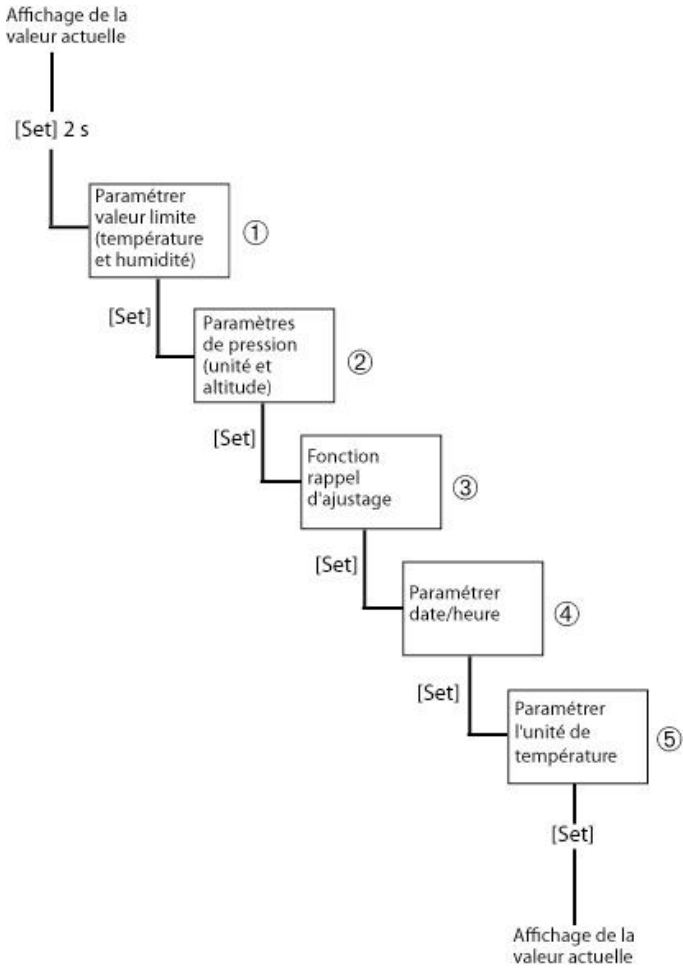 Affichage de la
valeur actuelle
[Set] 2 s
Paramétrer
valeur limite
(température
et humidité)
①
[Set]
Paramètres
de pression
(unité et
altitude)
②
[Set]
Fonction
rappel
d'ajustage
③
[Set]
Paramétrer
date/heure
④
[Set]
Paramétrer
l'unité de
température
⑤
[Set]
Affichage de la
valeur actuelle